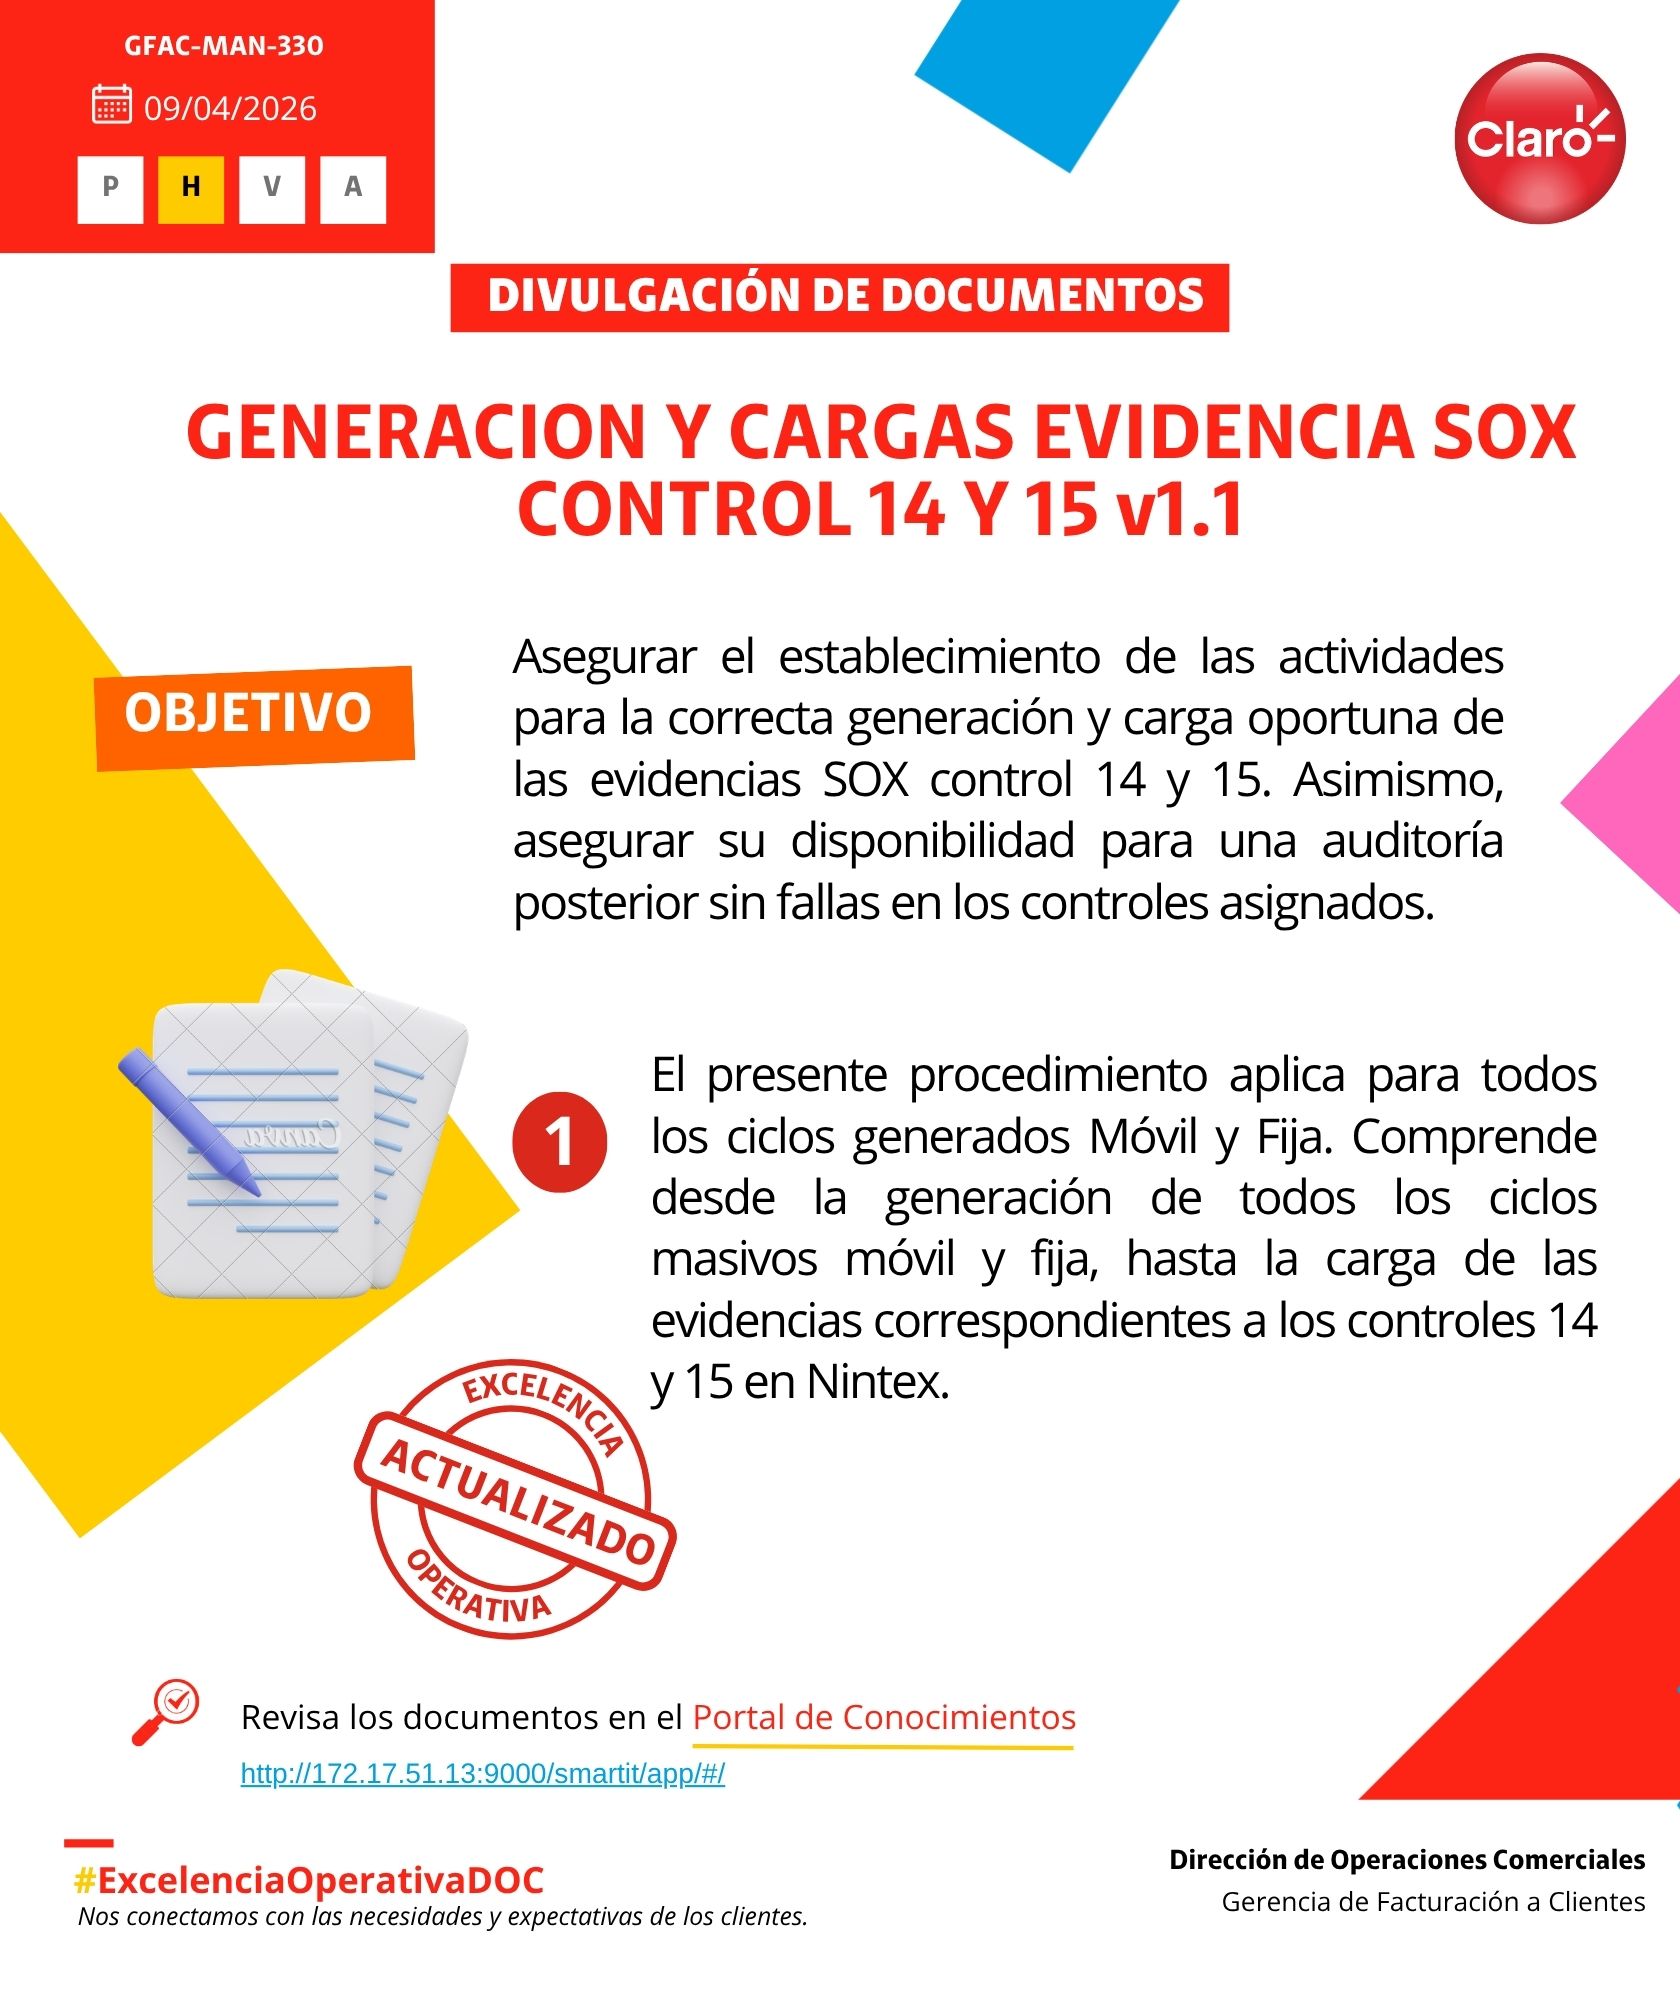 GFAC-MAN-330
09/04/2026
P H V A
Claro
DIVULGACIÓN DE DOCUMENTOS
GENERACION Y CARGAS EVIDENCIA SOX
CONTROL 14 Y 15 v1.1
OBJETIVO
Asegurar el establecimiento de las actividades
para la correcta generación y carga oportuna de
las evidencias SOX control 14 y 15. Asimismo,
asegurar su disponibilidad para una auditoría
posterior sin fallas en los controles asignados.
Canva
1
El presente procedimiento aplica para todos
los ciclos generados Móvil y Fija. Comprende
desde la generación de todos los ciclos
masivos móvil y fija, hasta la carga de las
evidencias correspondientes a los controles 14
y 15 en Nintex.
EXCELENCIA
ACTUALIZADO
OPERATIVA
Revisa los documentos en el Portal de Conocimientos
http://172.17.51.13:9000/smartit/app/#/
#ExcelenciaOperativaDOC
Nos conectamos con las necesidades y expectativas de los clientes.
Dirección de Operaciones Comerciales
Gerencia de Facturación a Clientes